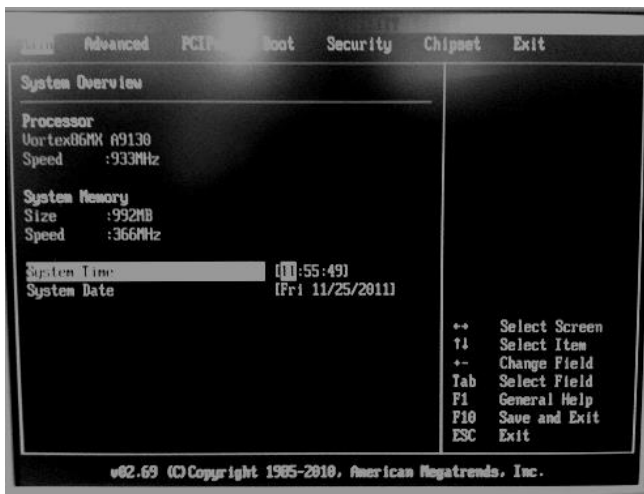 Main Advanced Boot Security Chipset Exit
System Overview
Processor
Vortex86MX A9130
Speed :933MHz
System Memory
Size :992MB
Speed :366MHz
System Time [11:55:49]
System Date [Fri 11/25/2011]
↔ Select Screen
↑↓ Select Item
+- Change Field
Tab Select Field
F1 General Help
F10 Save and Exit
ESC Exit
v02.69 (C)Copyright 1985-2010, American Megatrends, Inc.